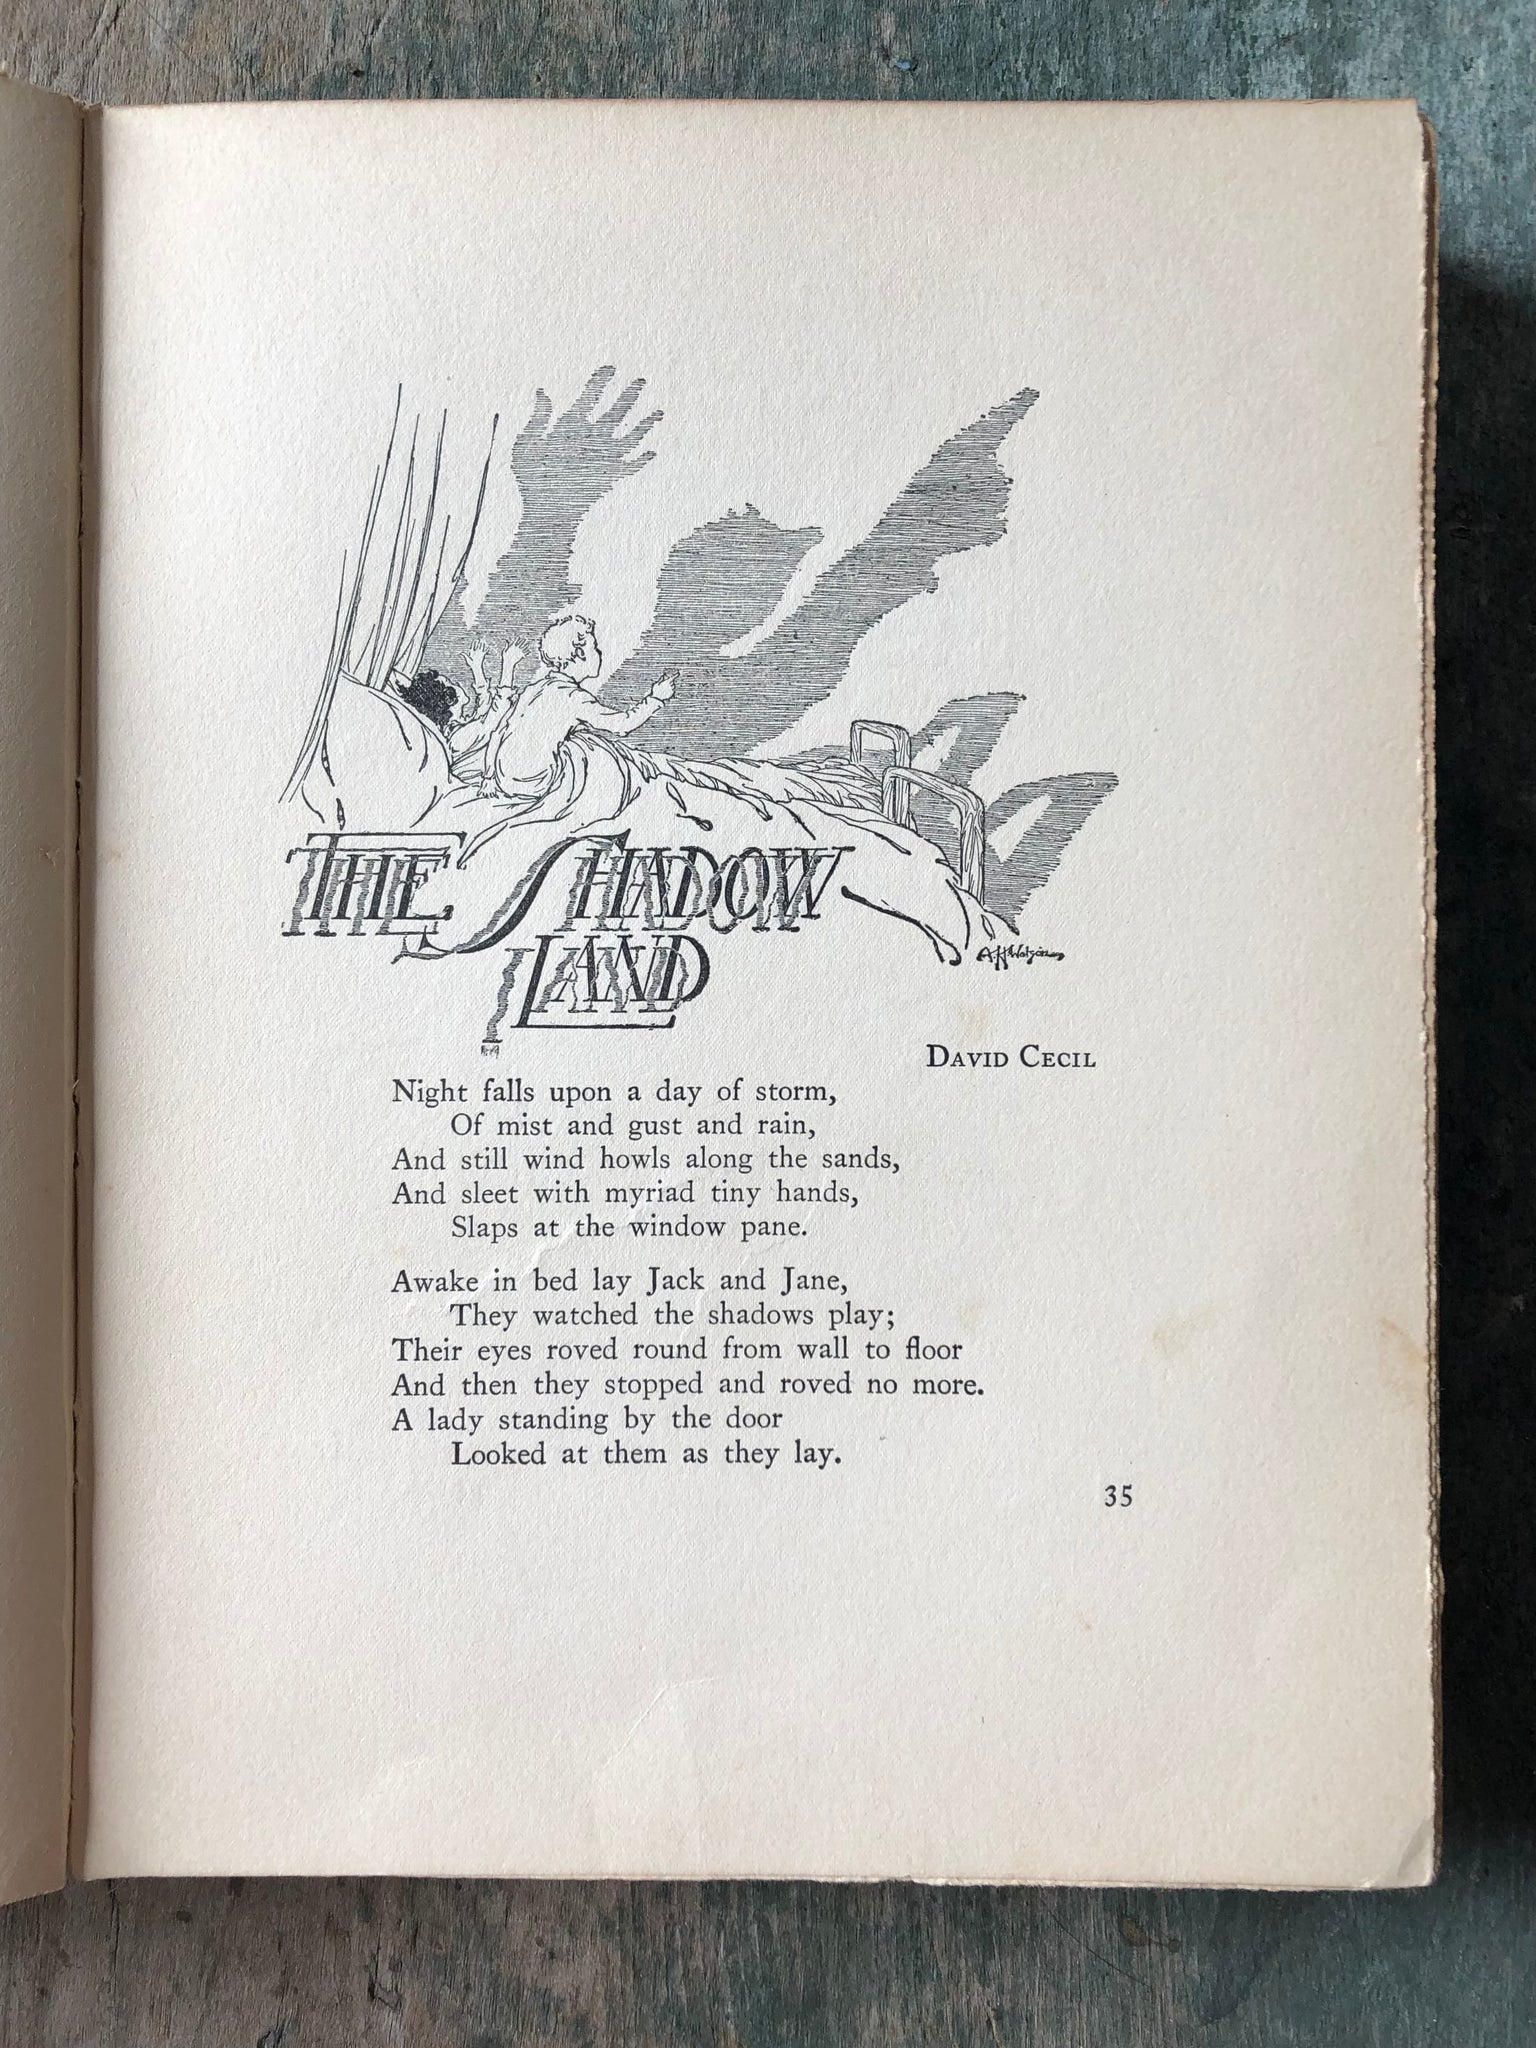 THE SHADOW
LAND
A. H. Watson
DAVID CECIL
Night falls upon a day of storm,
Of mist and gust and rain,
And still wind howls along the sands,
And sleet with myriad tiny hands,
Slaps at the window pane.
Awake in bed lay Jack and Jane,
They watched the shadows play;
Their eyes roved round from wall to floor
And then they stopped and roved no more.
A lady standing by the door
Looked at them as they lay.
35